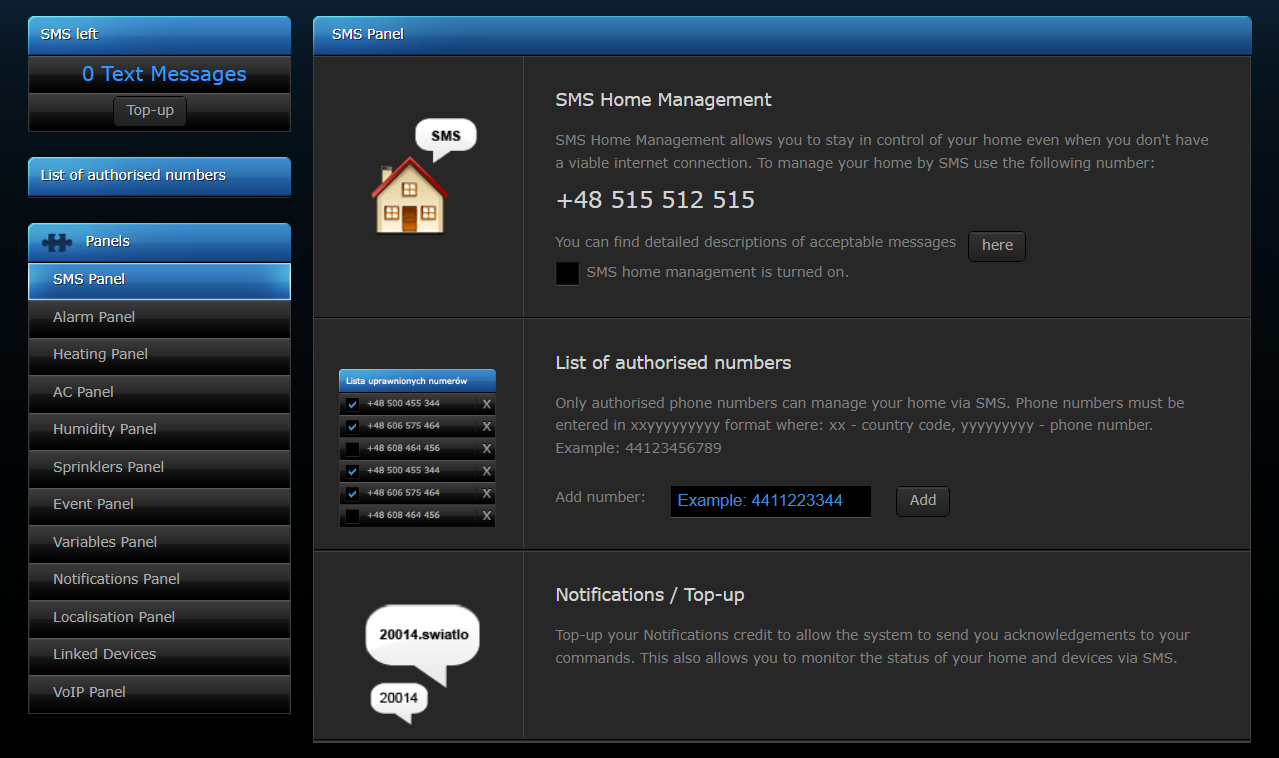 SMS left
0 Text Messages
Top-up
List of authorised numbers
Panels
SMS Panel
Alarm Panel
Heating Panel
AC Panel
Humidity Panel
Sprinklers Panel
Event Panel
Variables Panel
Notifications Panel
Localisation Panel
Linked Devices
VoIP Panel
SMS Panel
SMS
SMS Home Management
SMS Home Management allows you to stay in control of your home even when you don't have
a viable internet connection. To manage your home by SMS use the following number:
+48 515 512 515
You can find detailed descriptions of acceptable messages here
SMS home management is turned on.
Lista uprawnionych numerów
+48 500 455 344 X
+48 606 575 464 X
+48 608 464 456 X
+48 500 455 344 X
+48 606 575 464 X
+48 608 464 456 X
List of authorised numbers
Only authorised phone numbers can manage your home via SMS. Phone numbers must be
entered in xxyyyyyyyyyy format where: xx - country code, yyyyyyyyy - phone number.
Example: 44123456789
Add number: Example: 4411223344 Add
20014.swiatlo
20014
Notifications / Top-up
Top-up your Notifications credit to allow the system to send you acknowledgements to your
commands. This also allows you to monitor the status of your home and devices via SMS.